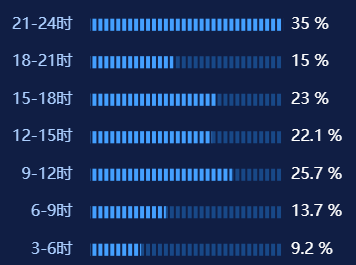 21-24时 35 %
18-21时 15 %
15-18时 23 %
12-15时 22.1 %
9-12时 25.7 %
6-9时 13.7 %
3-6时 9.2 %